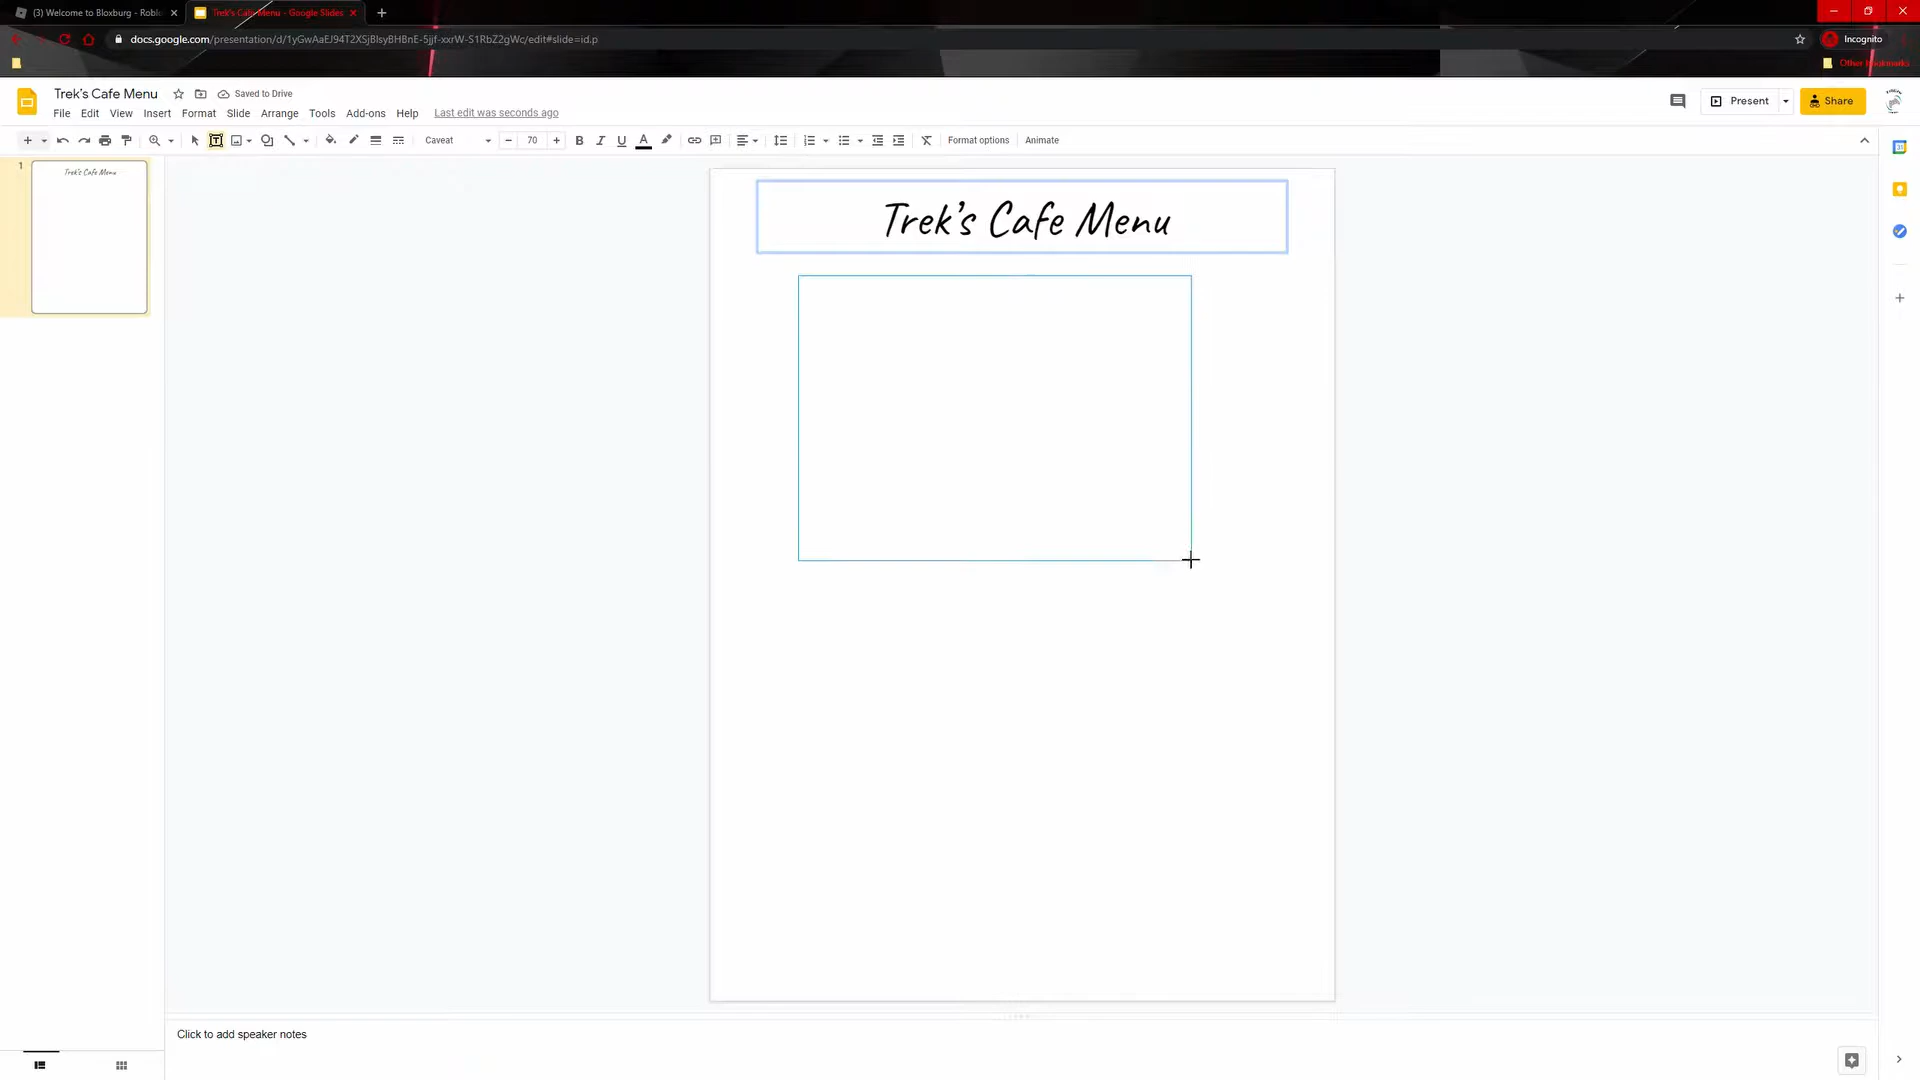 (3) Welcome to Bloxburg - Roblo
Trek's Cafe Menu - Google Slides
docs.google.com/presentation/d/1yGwAaEJ94T2XSjBlsyBHBnE-5jjf-xxrW-S1RbZ2gWc/edit#slide=id.p
Incognito
Other bookmarks
Trek's Cafe Menu
Saved to Drive
File Edit View Insert Format Slide Arrange Tools Add-ons Help Last edit was seconds ago
Present
Share
Caveat
70
Format options
Animate
1
Trek's Cafe Menu
Trek's Cafe Menu
Click to add speaker notes